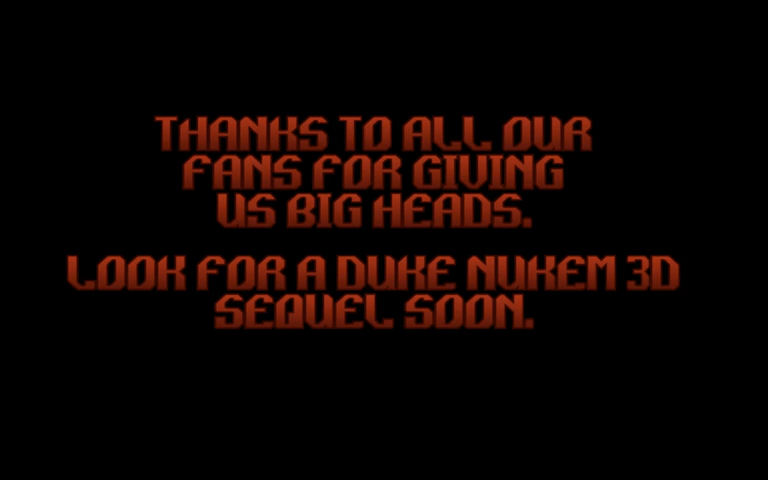 THANKS TO ALL OUR
FANS FOR GIVING
US BIG HEADS.
LOOK FOR A DUKE NUKEM 3D
SEQUEL SOON.